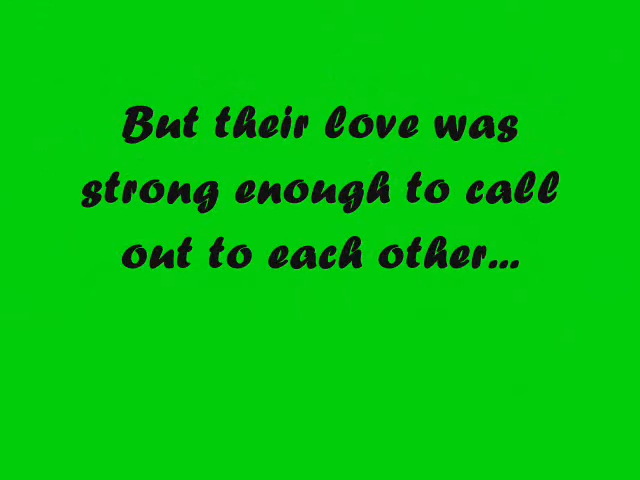 But their love was
strong enough to call
out to each other...